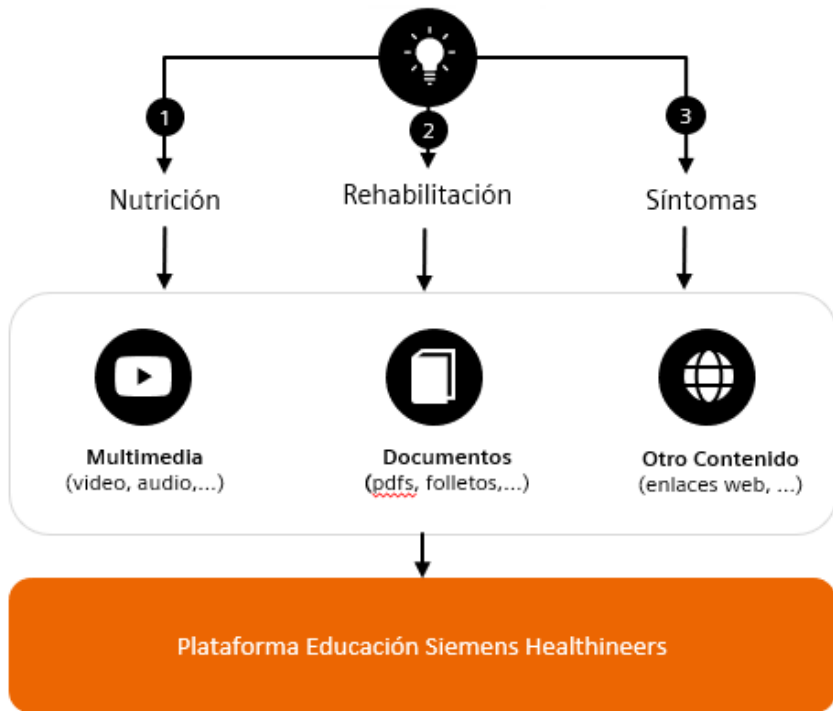 1
2
3
Nutrición
Rehabilitación
Síntomas
Multimedia
(video, audio,...)
Documentos
(pdfs, folletos,...)
Otro Contenido
(enlaces web, ...)
Plataforma Educación Siemens Healthineers